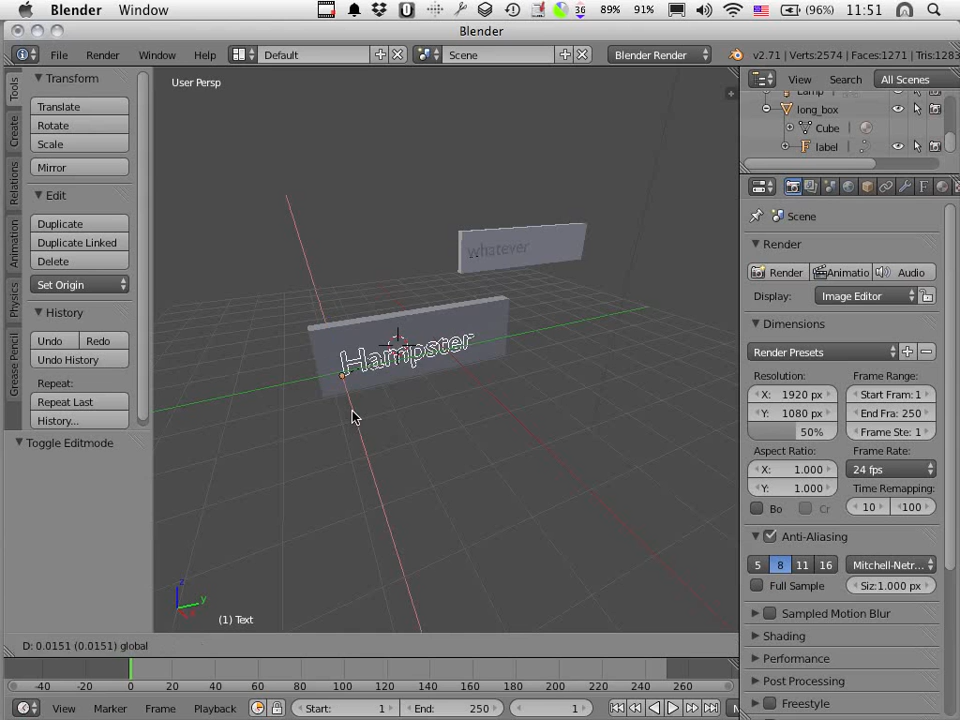 Blender Window 36 89% 91% (96%) 11:51
Blender
File Render Window Help Default Scene Blender Render v2.71 | Verts:2574 | Faces:1271 | Tris:1283
Tools
Create
Relations
Animation
Physics
Grease Pencil
Transform
Translate
Rotate
Scale
Mirror
Edit
Duplicate
Duplicate Linked
Delete
Set Origin
History
Undo Redo
Undo History
Repeat:
Repeat Last
History...
Toggle Editmode
User Persp
whatever
Hampster
z
y
(1) Text
D: 0.0151 (0.0151) global
View Search All Scenes
Lamp
long_box
Cube
label
Scene
Render
Render Animatio Audio
Display: Image Editor
Dimensions
Render Presets
Resolution: Frame Range:
X: 1920 px Start Fram: 1
Y: 1080 px End Fra: 250
50% Frame Ste: 1
Aspect Ratio: Frame Rate:
X: 1.000 24 fps
Y: 1.000 Time Remapping:
Bo Cr 10 100
Anti-Aliasing
5 8 11 16 Mitchell-Netr...
Full Sample Siz:1.000 px
Sampled Motion Blur
Shading
Performance
Post Processing
Freestyle
-40 -20 0 20 40 60 80 100 120 140 160 180 200 220 240 260
View Marker Frame Playback Start: 1 End: 250 1